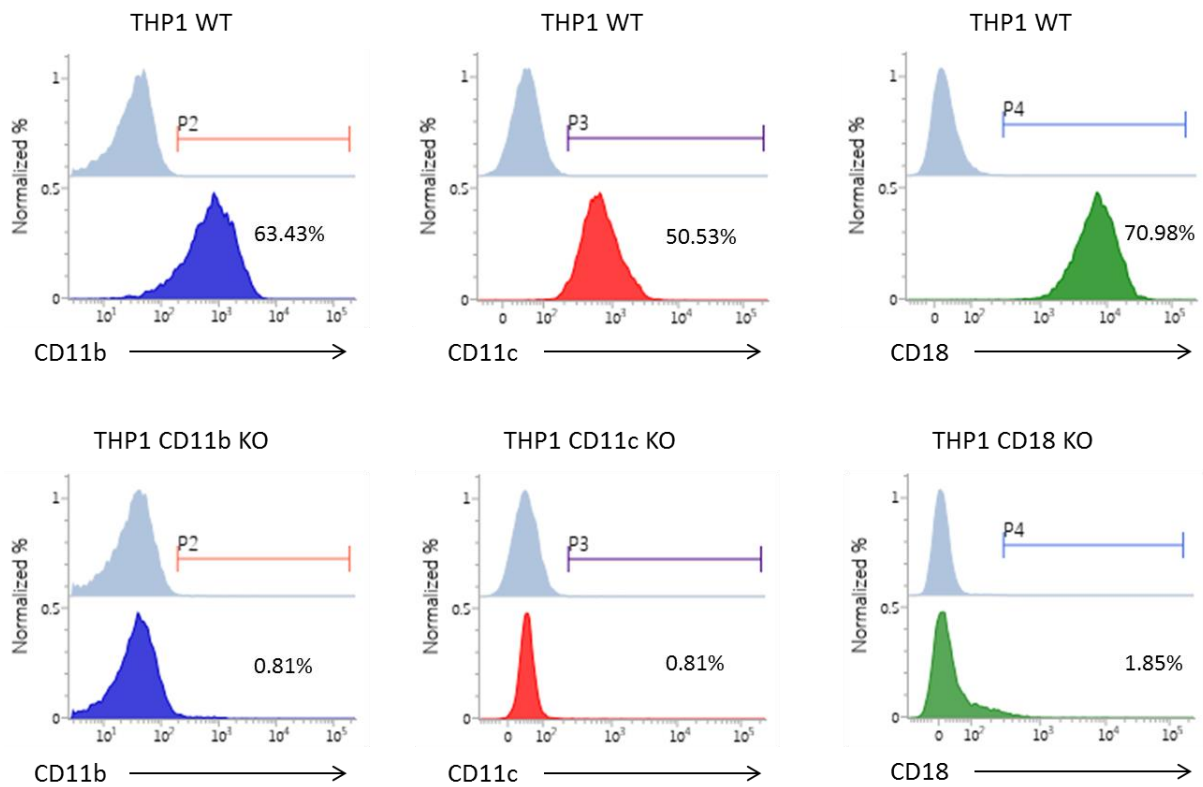 THP1 WT
THP1 WT
THP1 WT
Normalized %
1
P2
0.5
63.43%
0
10¹ 10² 10³ 10⁴ 10⁵
CD11b
Normalized %
1
P3
0.5
50.53%
0
0 10² 10³ 10⁴ 10⁵
CD11c
Normalized %
1
P4
0.5
70.98%
0
0 10² 10³ 10⁴ 10⁵
CD18
THP1 CD11b KO
THP1 CD11c KO
THP1 CD18 KO
Normalized %
1
P2
0.5
0.81%
0
10¹ 10² 10³ 10⁴ 10⁵
CD11b
Normalized %
1
P3
0.5
0.81%
0
0 10² 10³ 10⁴ 10⁵
CD11c
Normalized %
1
P4
0.5
1.85%
0
0 10² 10³ 10⁴ 10⁵
CD18